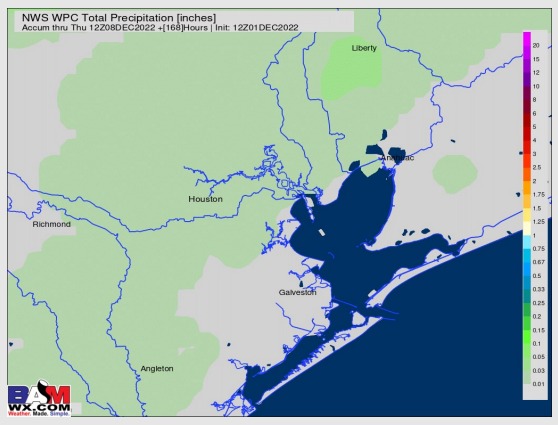 NWS WPC Total Precipitation [inches]
Accum thru Thu 12Z08DEC2022 +[168]Hours | Init: 12Z01DEC2022
Liberty
Anahuac
Houston
Richmond
Galveston
Angleton
20
15
12
10
8
6
5
4
3
2.5
2
1.75
1.5
1.25
1
0.75
0.67
0.5
0.33
0.25
0.2
0.15
0.1
0.05
0.03
0.01
BAM
WX.COM
Weather. Made. Simple.